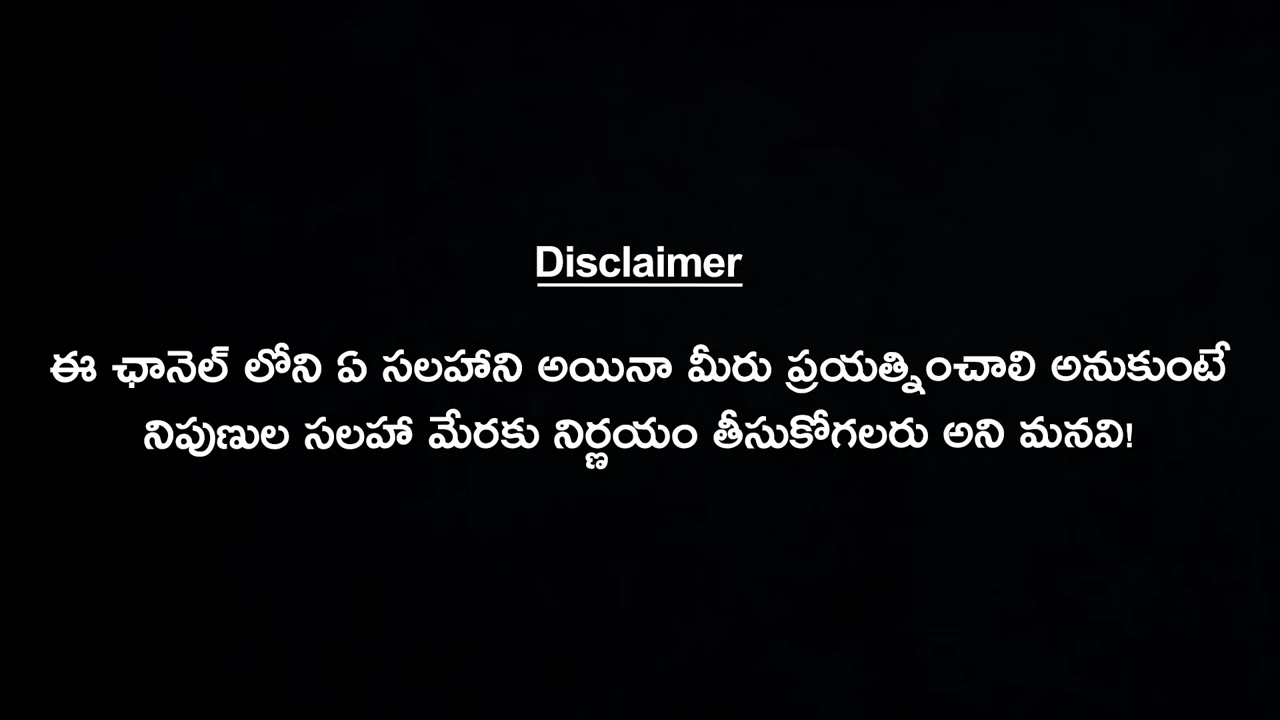 Disclaimer
ఈ ఛానెల్ లోని ఏ సలహాని అయినా మీరు ప్రయత్నించాలి అనుకుంటే
నిపుణుల సలహా మేరకు నిర్ణయం తీసుకోగలరు అని మనవి!